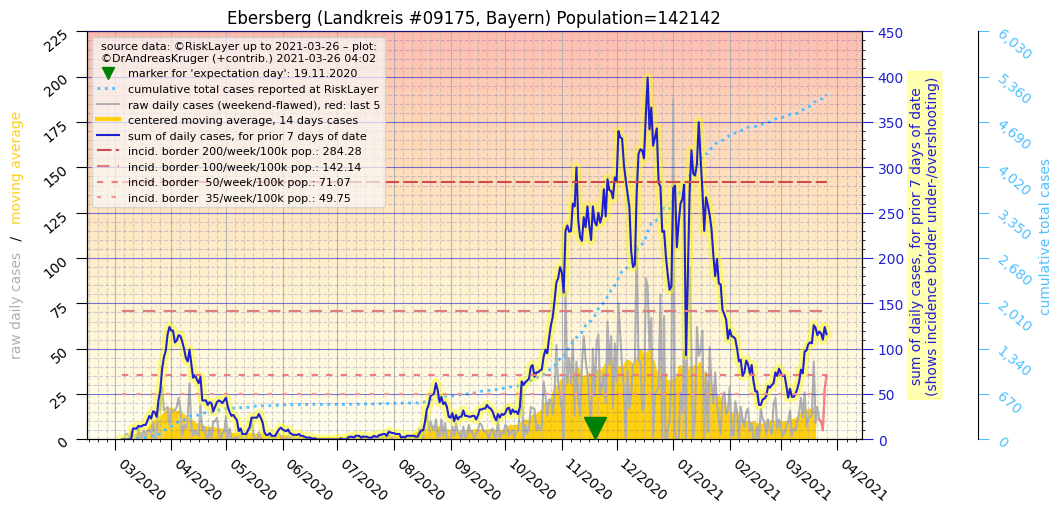 Ebersberg (Landkreis #09175, Bayern) Population=142142
source data: ©RiskLayer up to 2021-03-26 – plot:
©DrAndreasKruger (+contrib.) 2021-03-26 04:02
marker for 'expectation day': 19.11.2020
cumulative total cases reported at RiskLayer
raw daily cases (weekend-flawed), red: last 5
centered moving average, 14 days cases
sum of daily cases, for prior 7 days of date
incid. border 200/week/100k pop.: 284.28
incid. border 100/week/100k pop.: 142.14
incid. border  50/week/100k pop.: 71.07
incid. border  35/week/100k pop.: 49.75
raw daily cases / moving average
225
200
175
150
125
100
75
50
25
0
03/2020
04/2020
05/2020
06/2020
07/2020
08/2020
09/2020
10/2020
11/2020
12/2020
01/2021
02/2021
03/2021
04/2021
450
400
350
300
250
200
150
100
50
0
sum of daily cases, for prior 7 days of date
(shows incidence border under-/overshooting)
6,030
5,360
4,690
4,020
3,350
2,680
2,010
1,340
670
0
cumulative total cases